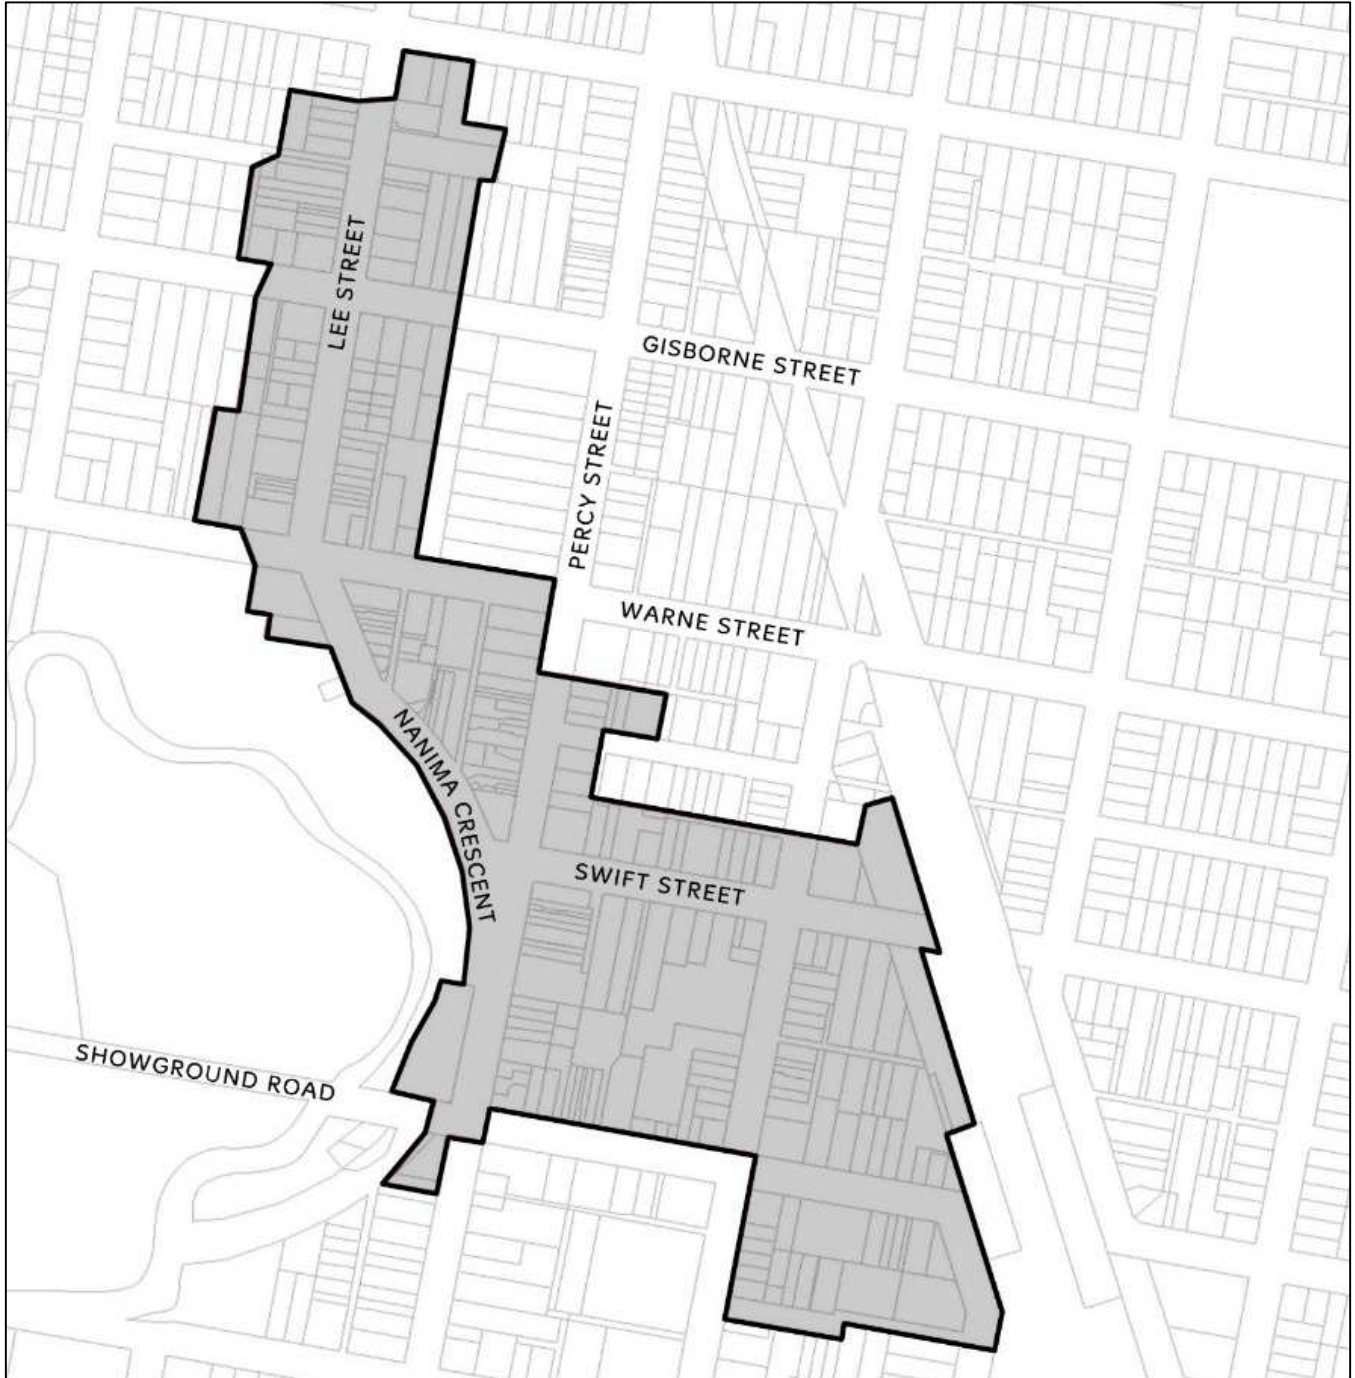 LEE STREET
GISBORNE STREET
PERCY STREET
WARNE STREET
NANIMA CRESCENT
SWIFT STREET
SHOWGROUND ROAD